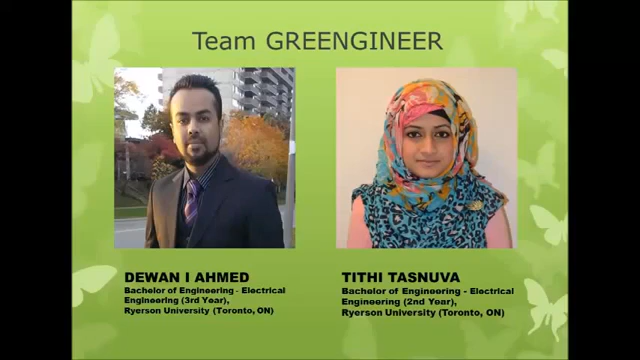 Team GREENGINEER
DEWAN I AHMED
Bachelor of Engineering - Electrical
Engineering (3rd Year),
Ryerson University (Toronto, ON)
TITHI TASNUVA
Bachelor of Engineering - Electrical
Engineering (2nd Year),
Ryerson University (Toronto, ON)